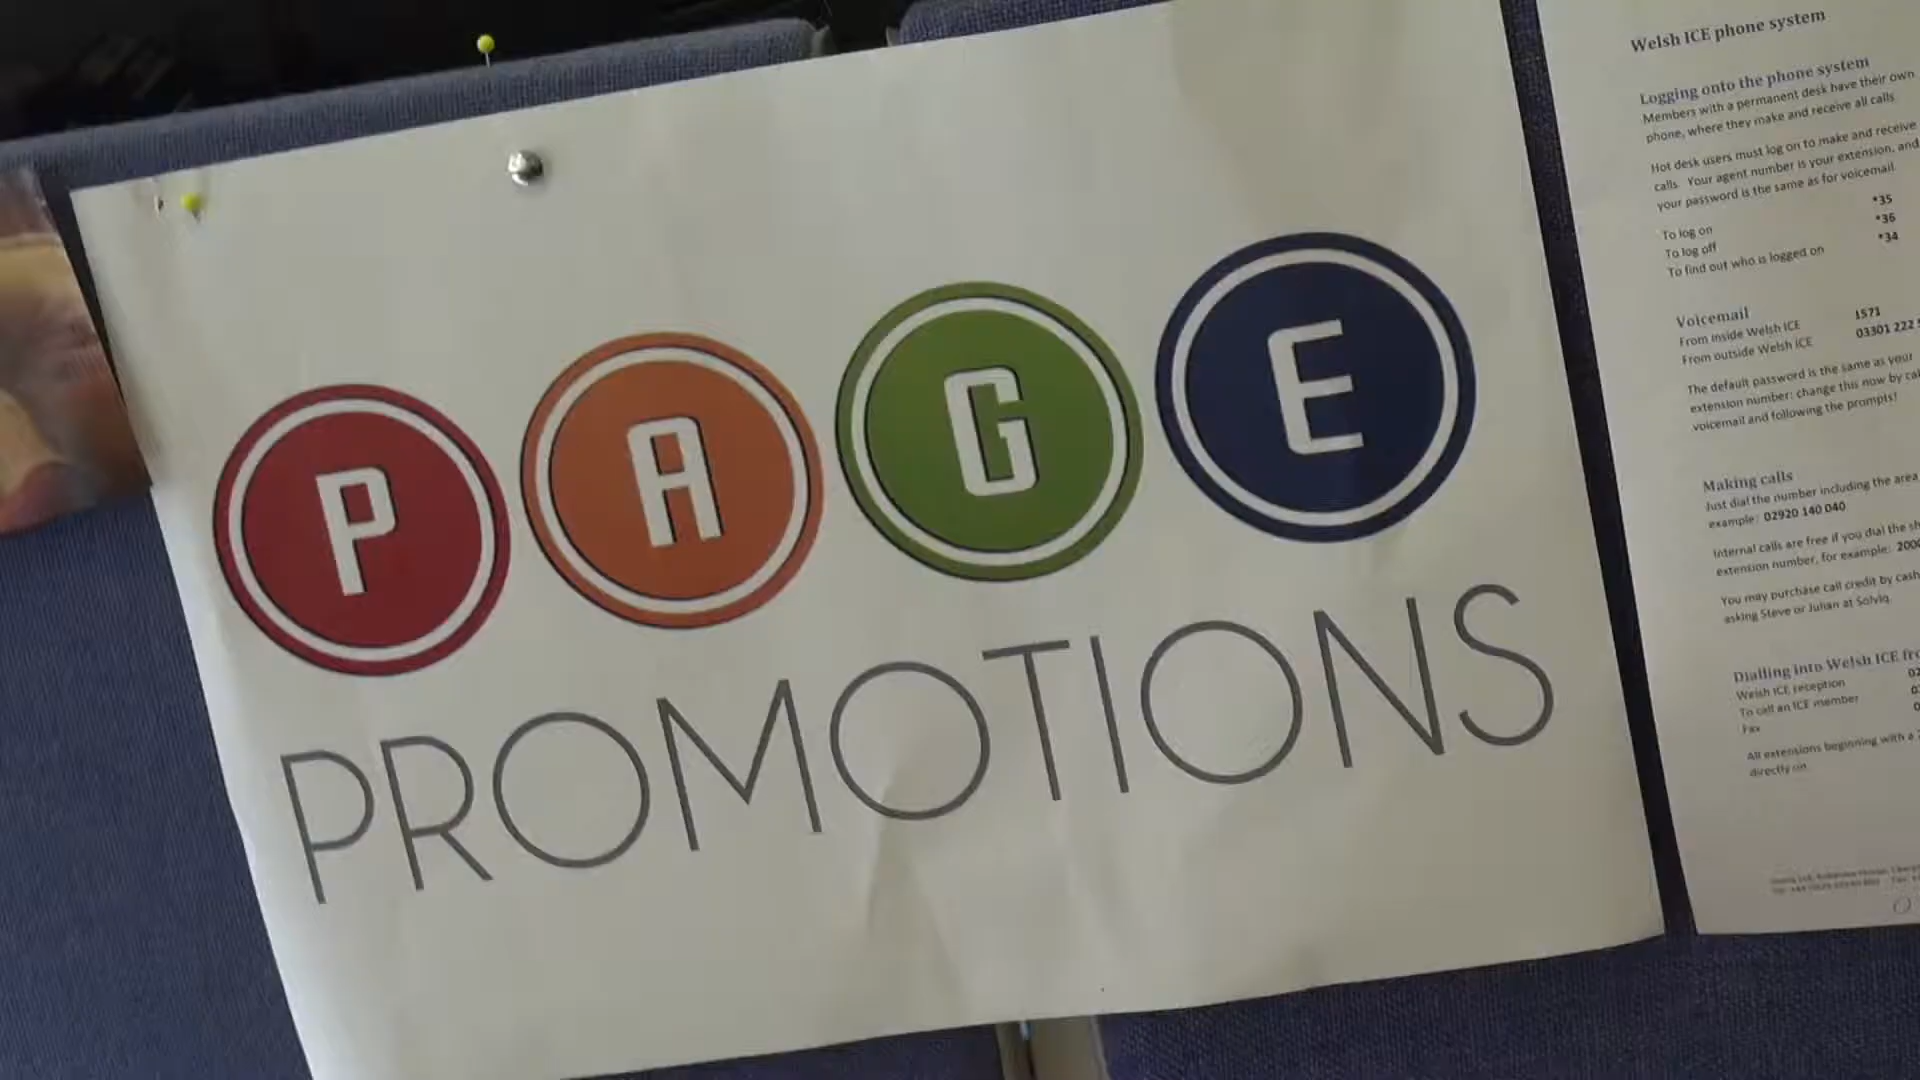 PAGE
PROMOTIONS
Welsh ICE phone system
Logging onto the phone system
Members with a permanent desk have their own
phone, where they make and receive all calls
Hot desk users must log on to make and receive
calls. Your agent number is your extension, and
your password is the same as for voicemail.
To log on *35
To log off *36
To find out who is logged on *34
Voicemail
From inside Welsh ICE 1571
From outside Welsh ICE 03301 222
The default password is the same as your
extension number: change this now by
voicemail and following the prompts!
Making calls
Just dial the number including the area
example: 02920 140 040
Internal calls are free if you dial the
extension number, for example:
You may purchase call credit by cash
asking Steve or Julian at Solviq.
Dialling into Welsh ICE
Welsh ICE reception
To call an ICE member
Fax
All extensions beginning with a
directly on